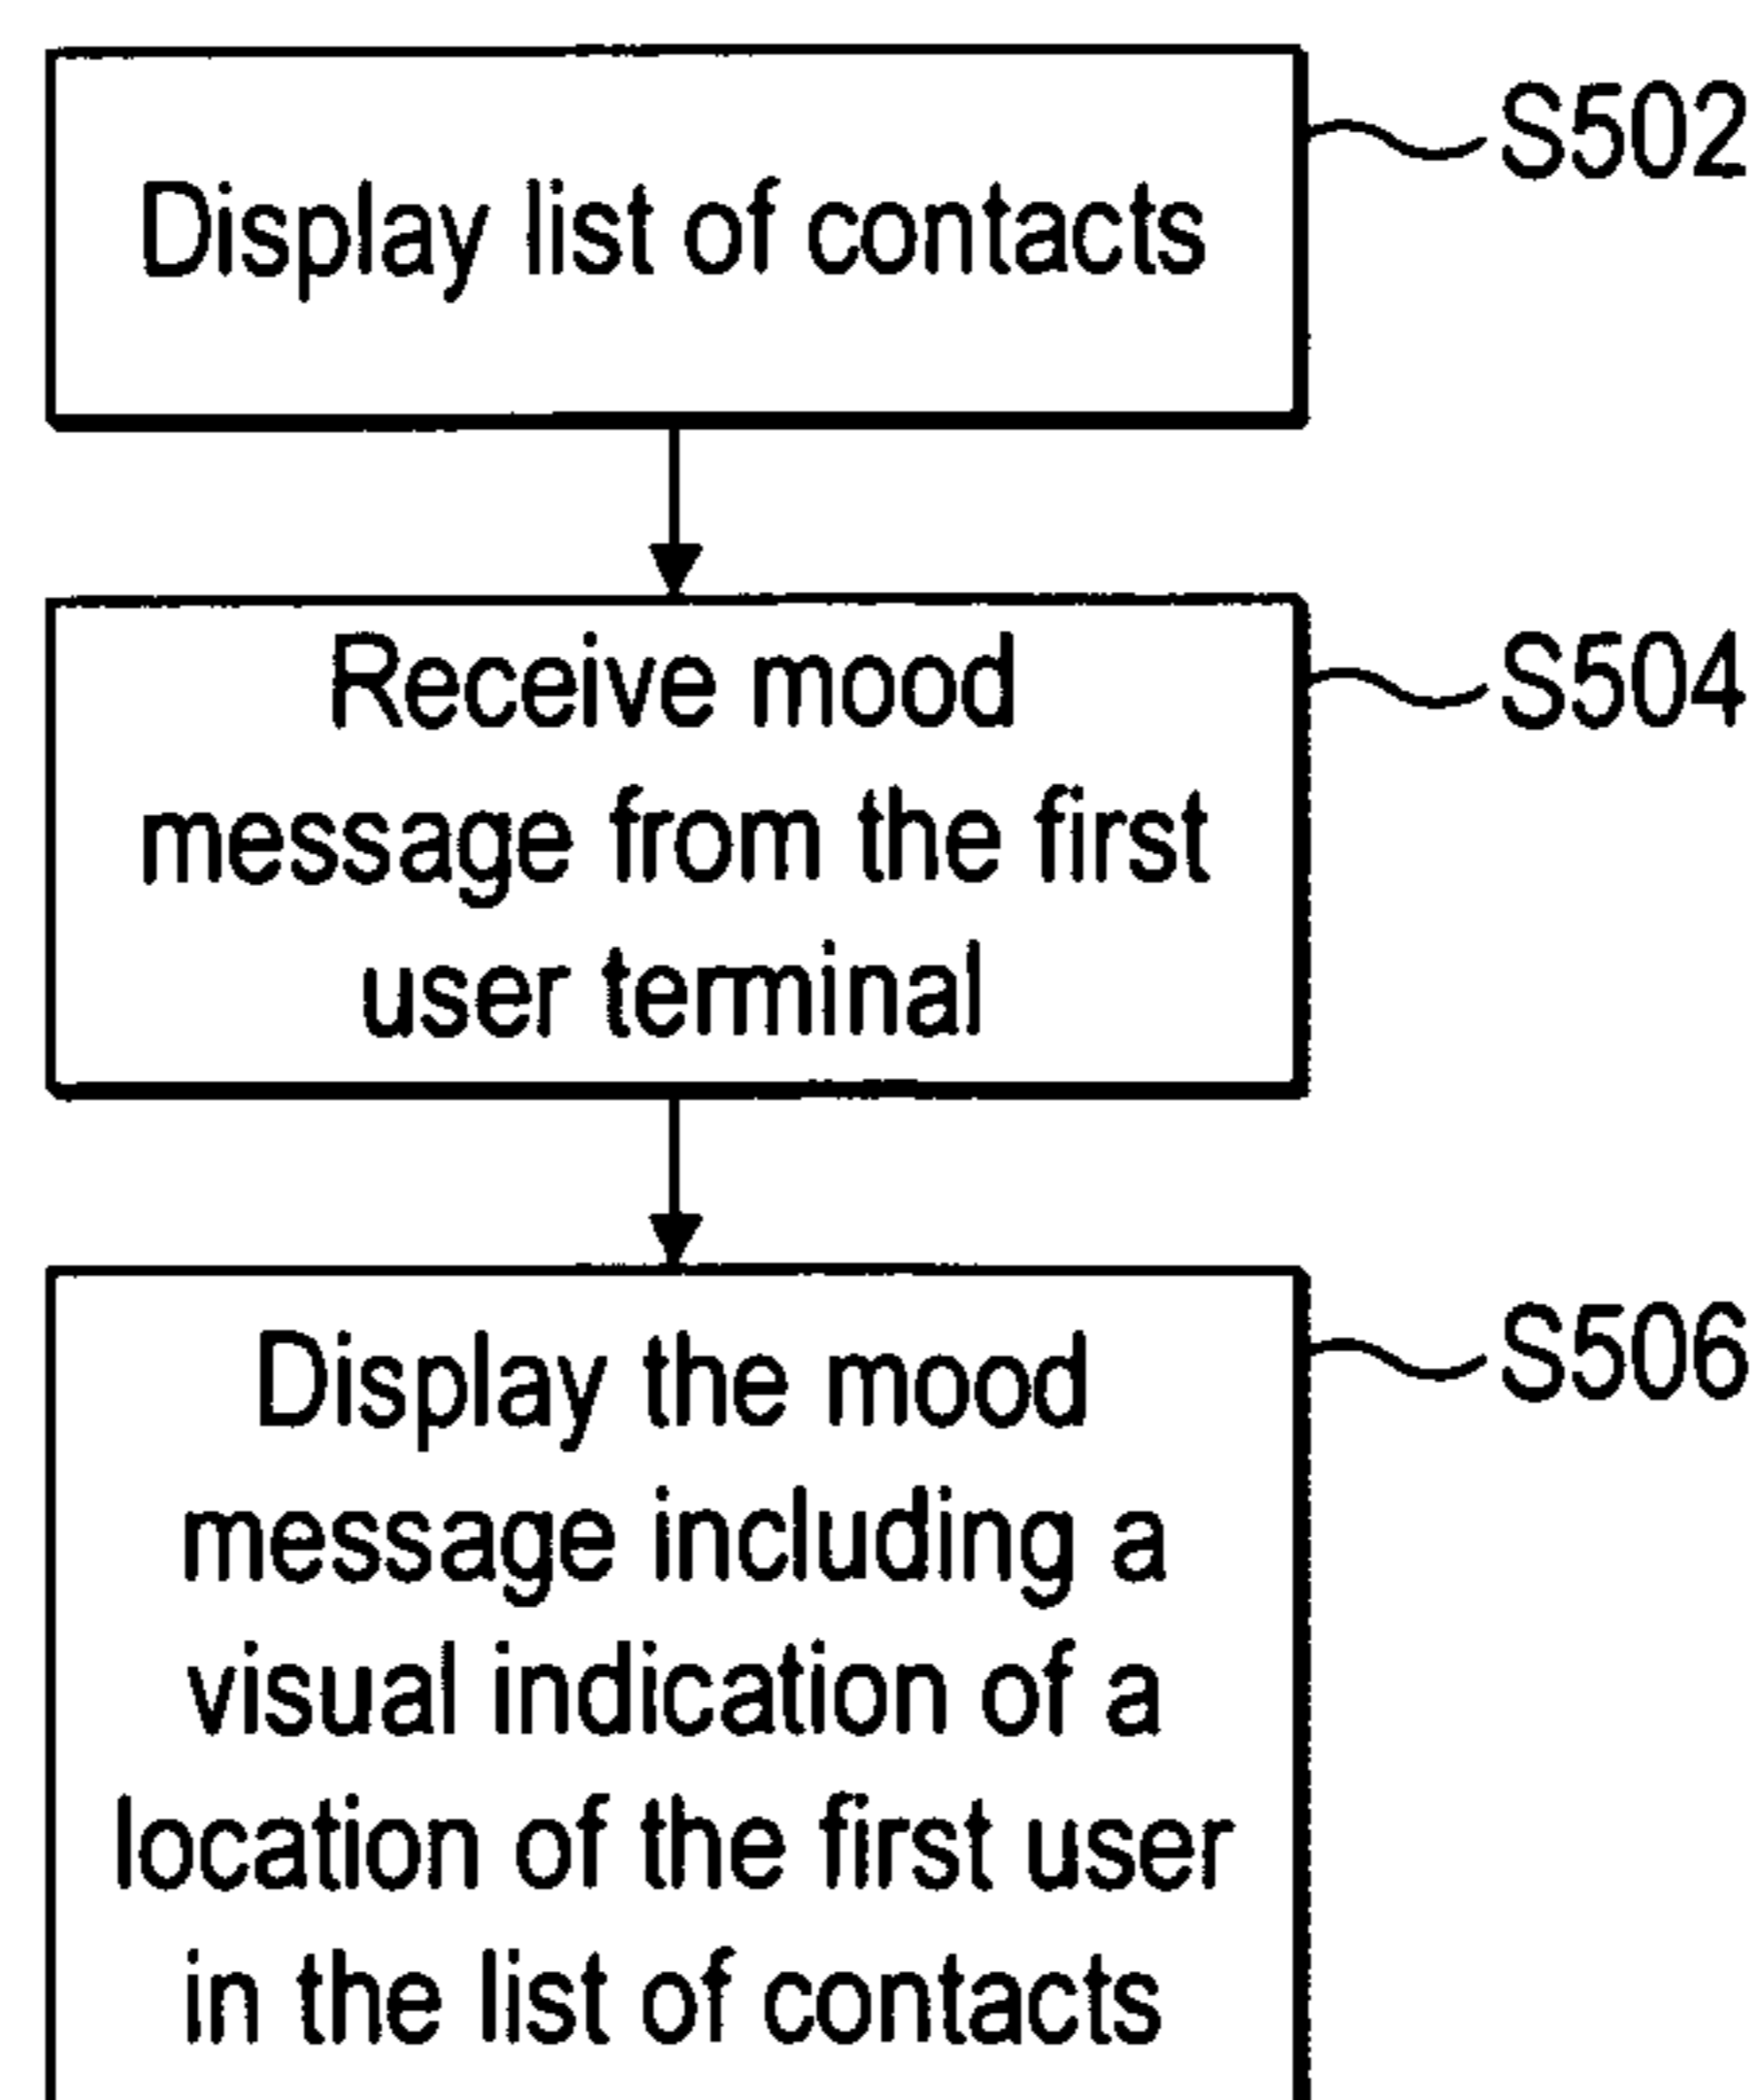 Display list of contacts
S502
Receive mood
message from the first
user terminal
S504
Display the mood
message including a
visual indication of a
location of the first user
in the list of contacts
S506